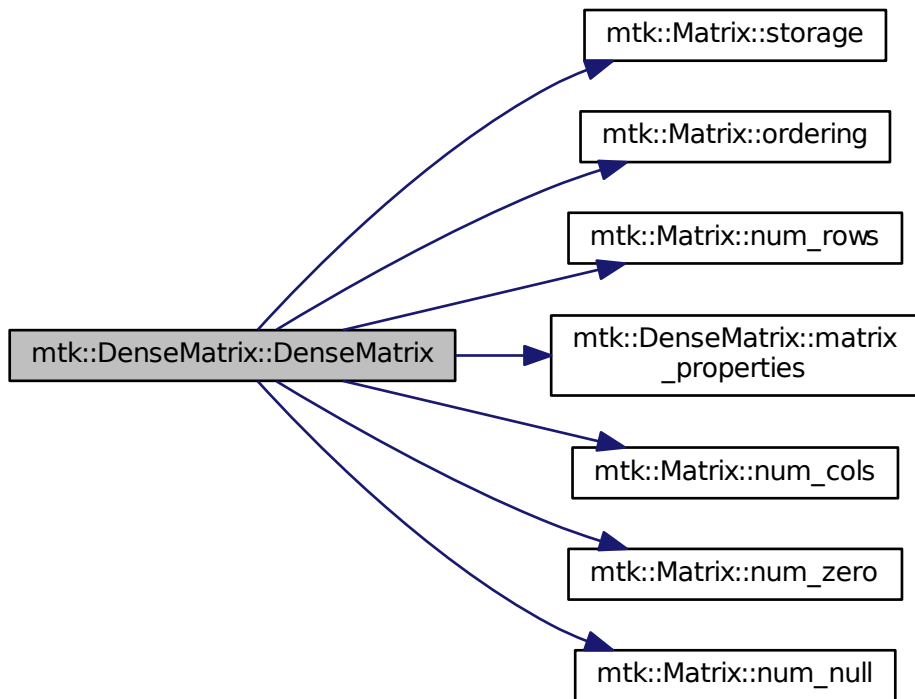 mtk::Matrix::storage
mtk::Matrix::ordering
mtk::Matrix::num_rows
mtk::DenseMatrix::DenseMatrix
mtk::DenseMatrix::matrix
_properties
mtk::Matrix::num_cols
mtk::Matrix::num_zero
mtk::Matrix::num_null